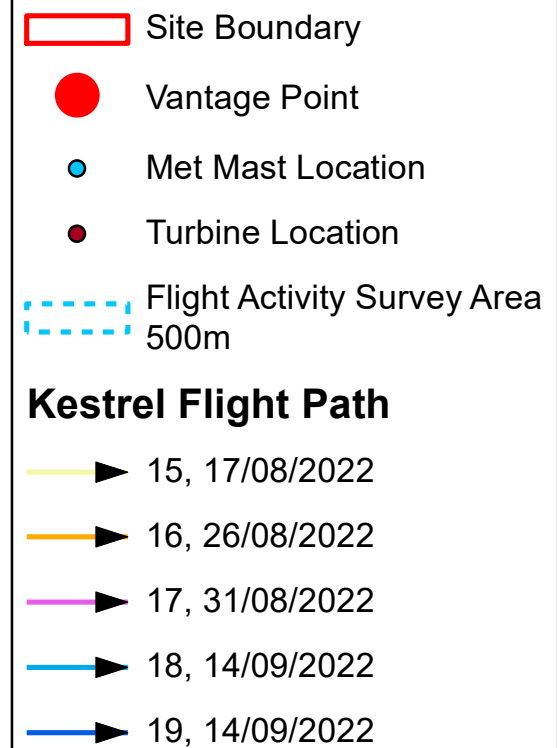 Site Boundary
Vantage Point
Met Mast Location
Turbine Location
Flight Activity Survey Area
500m
Kestrel Flight Path
15, 17/08/2022
16, 26/08/2022
17, 31/08/2022
18, 14/09/2022
19, 14/09/2022